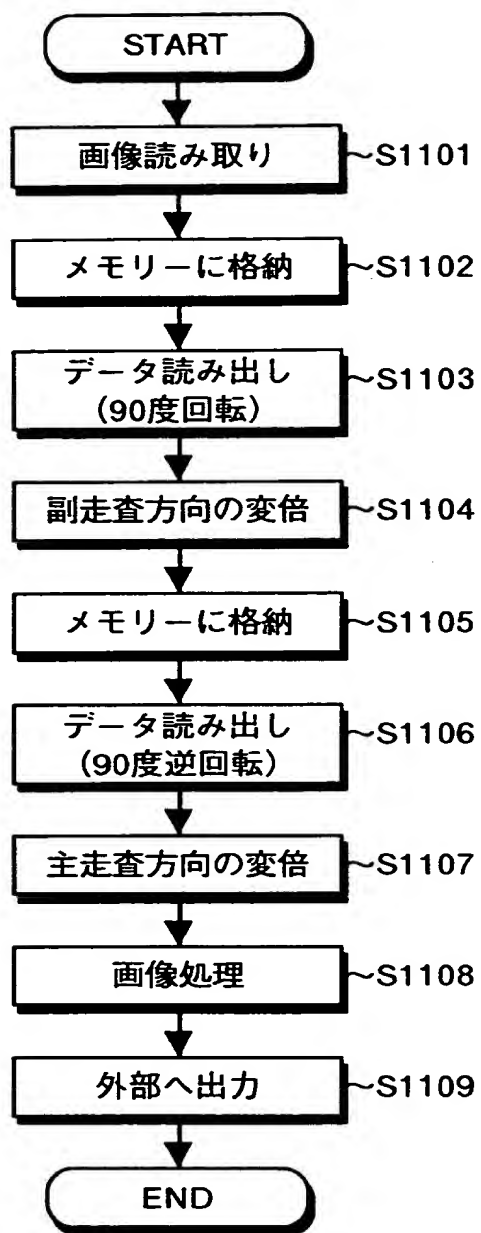 START
画像読み取り ~S1101
メモリーに格納 ~S1102
データ読み出し
(90度回転) ~S1103
副走査方向の変倍 ~S1104
メモリーに格納 ~S1105
データ読み出し
(90度逆回転) ~S1106
主走査方向の変倍 ~S1107
画像処理 ~S1108
外部へ出力 ~S1109
END